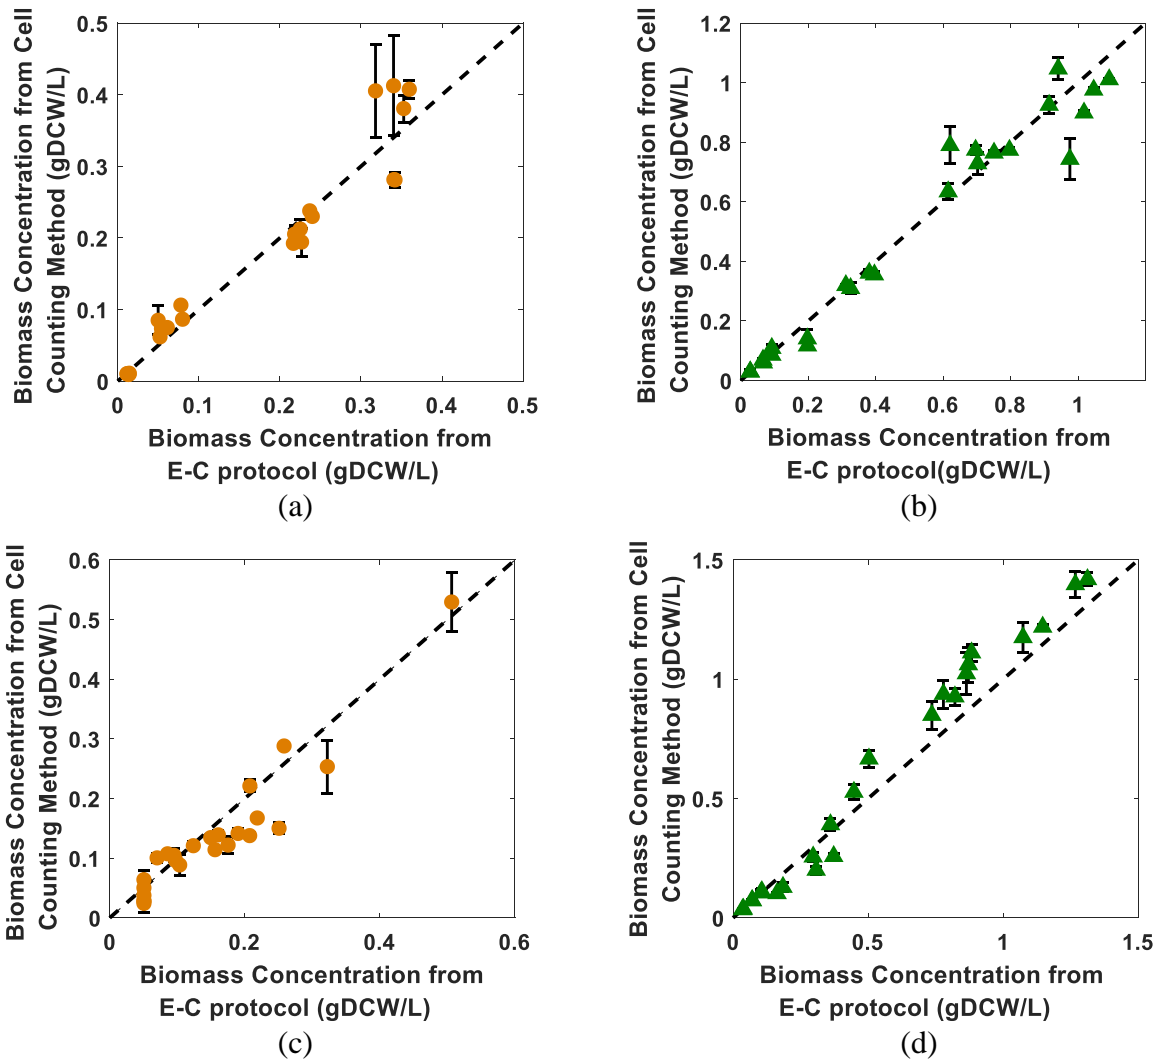 Biomass Concentration from Cell
Counting Method (gDCW/L)
0.5
0.4
0.3
0.2
0.1
0
0 0.1 0.2 0.3 0.4 0.5
Biomass Concentration from
E-C protocol (gDCW/L)
(a)
Biomass Concentration from Cell
Counting Method (gDCW/L)
1.2
1
0.8
0.6
0.4
0.2
0
0 0.2 0.4 0.6 0.8 1
Biomass Concentration from
E-C protocol(gDCW/L)
(b)
Biomass Concentration from Cell
Counting Method (gDCW/L)
0.6
0.5
0.4
0.3
0.2
0.1
0
0 0.2 0.4 0.6
Biomass Concentration from
E-C protocol (gDCW/L)
(c)
Biomass Concentration from Cell
Counting Method (gDCW/L)
1.5
1
0.5
0
0 0.5 1 1.5
Biomass Concentration from
E-C protocol (gDCW/L)
(d)